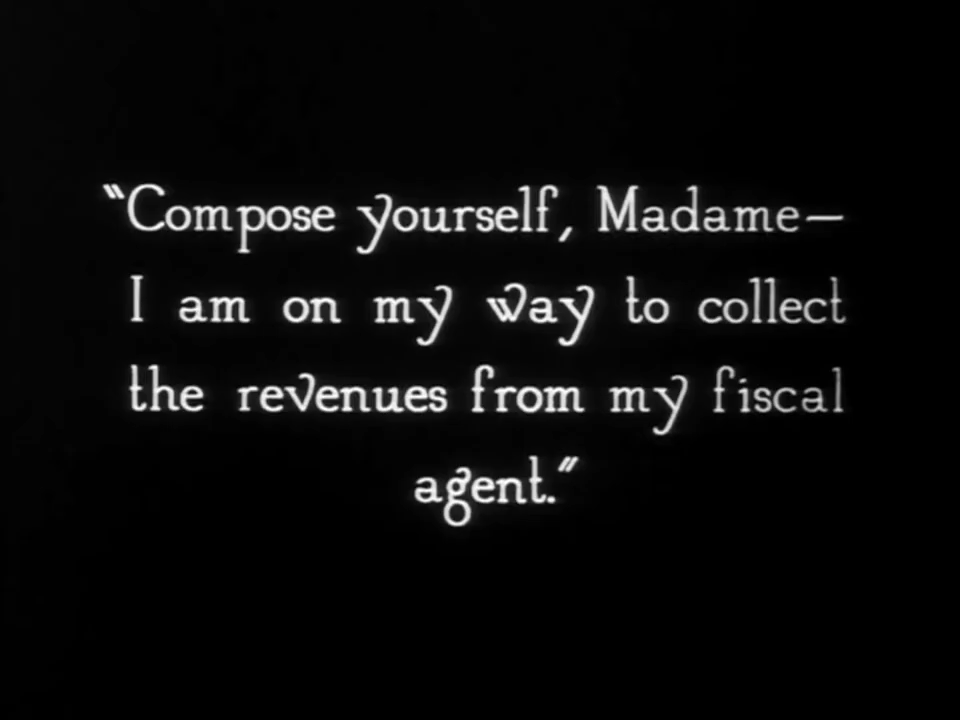 “Compose yourself, Madame—
I am on my way to collect
the revenues from my fiscal
agent.”